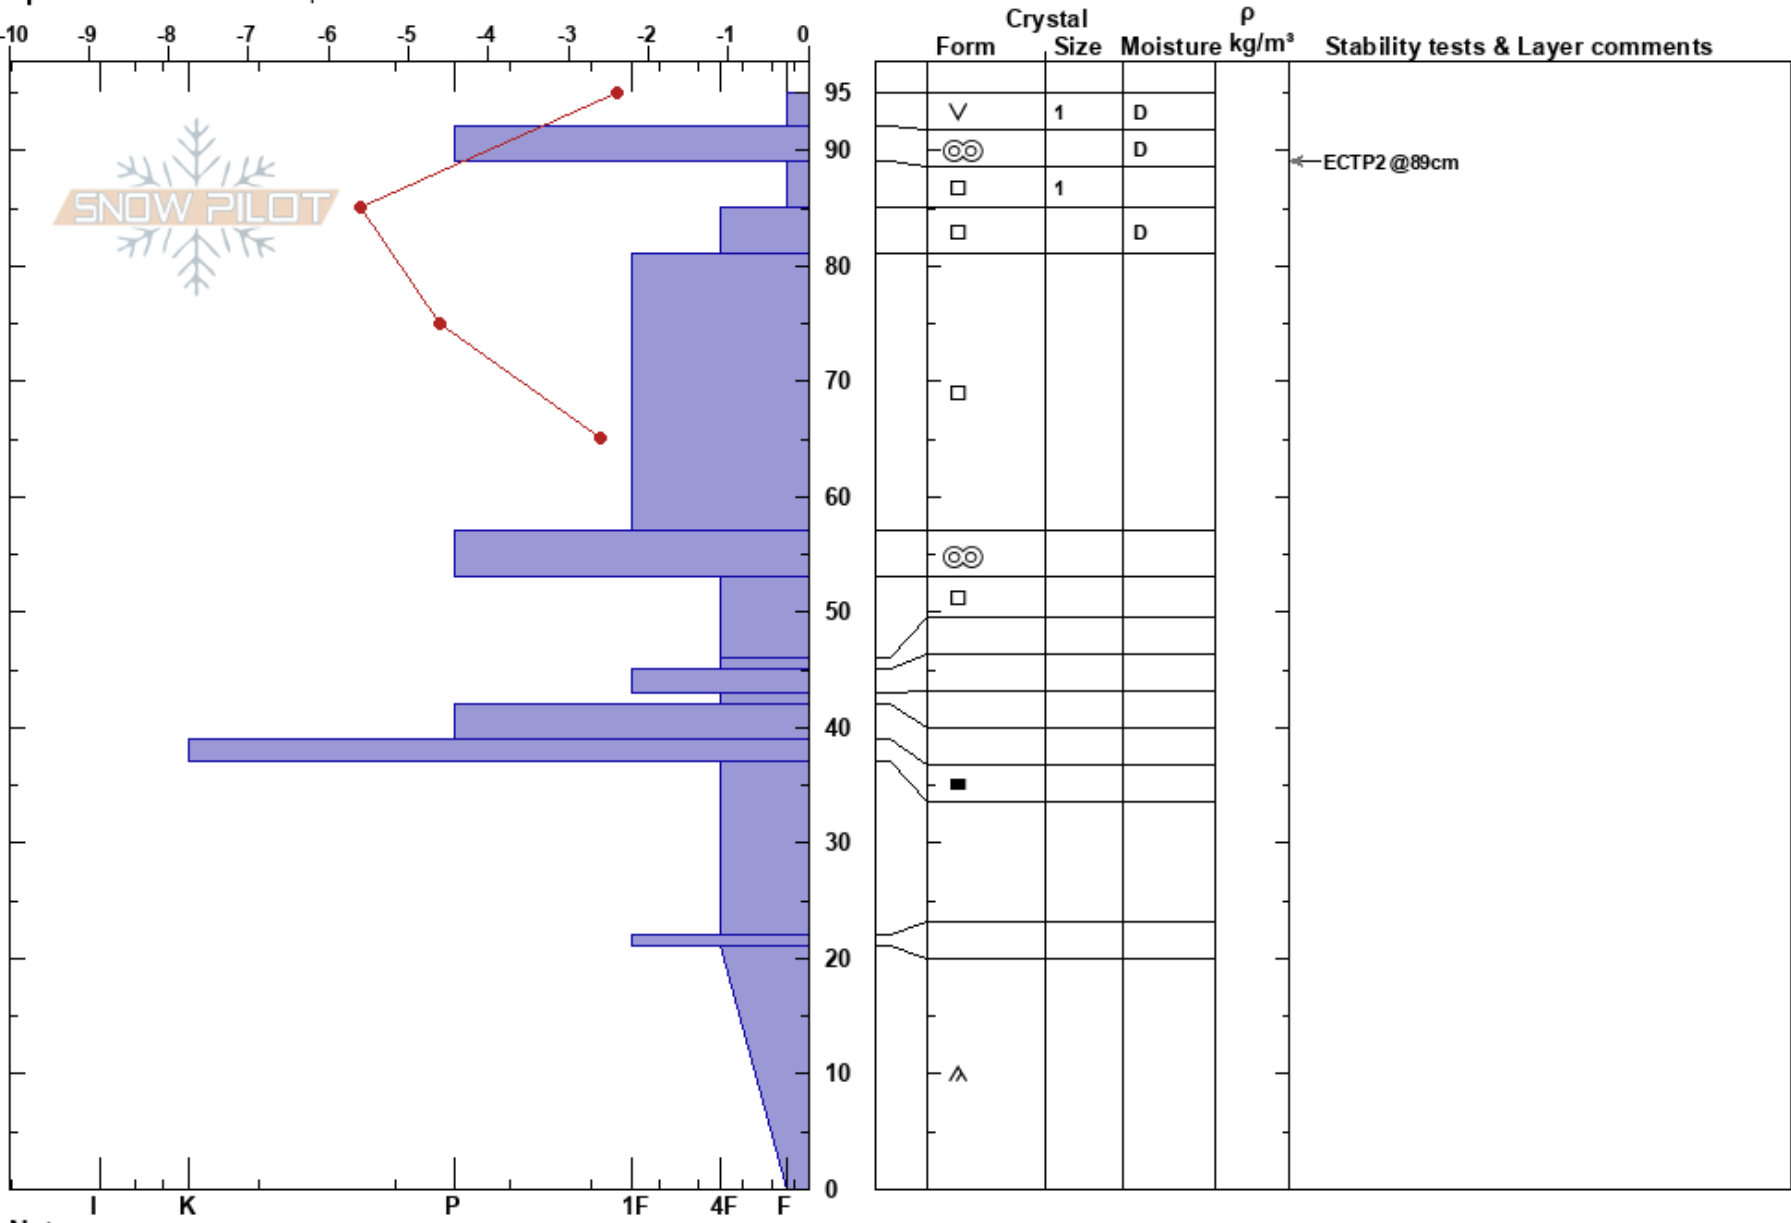 Crystal ρ
Form Size Moisture kg/m³ Stability tests & Layer comments
-10 -9 -8 -7 -6 -5 -4 -3 -2 -1 0
95
1 D
90
D
ECTP2 @89cm
1
SNOW PILOT
D
80
70
60
50
40
30
20
10
0
I K P 1F 4F F